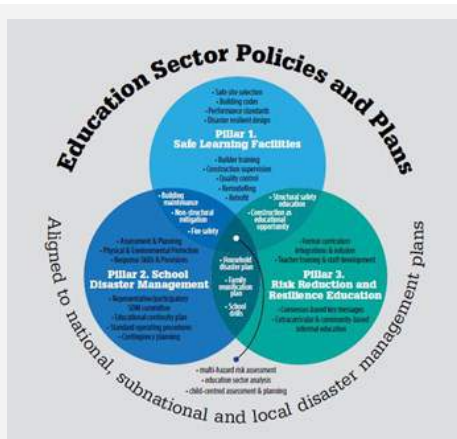 Education Sector Policies and Plans
• Safe site selection
• Building codes
• Performance standards
• Disaster resilient design
Pillar 1.
Safe Learning Facilities
• Builder training
• Construction supervision
• Quality control
• Remodelling
• Retrofit
• Building
maintenance
• Non-structural
mitigation
• Fire safety
• Structural safety
education
• Construction as
educational
opportunity
• Assessment & Planning
• Physical & Environmental Protection
• Response Skills & Provisions
Pillar 2. School
Disaster Management
• Representative/participatory
SDM committee
• Educational continuity plan
• Standard operating procedures
• Contingency planning
• Household
disaster plan
• Family
reunification
plan
• School
drills
• Formal curriculum
integration & infusion
• Teacher training & staff development
Pillar 3.
Risk Reduction and
Resilience Education
• Consensus-based key messages
• Extracurricular & community-based
informal education
• multi-hazard risk assessment
• education sector analysis
• child-centred assessment & planning
Aligned to national, subnational and local disaster management plans